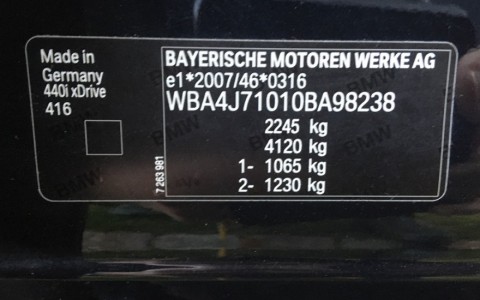 Made in
Germany
440i xDrive
416
BAYERISCHE MOTOREN WERKE AG
e1*2007/46*0316
WBA4J71010BA98238
2245 kg
4120 kg
1- 1065 kg
2- 1230 kg
7 263 981